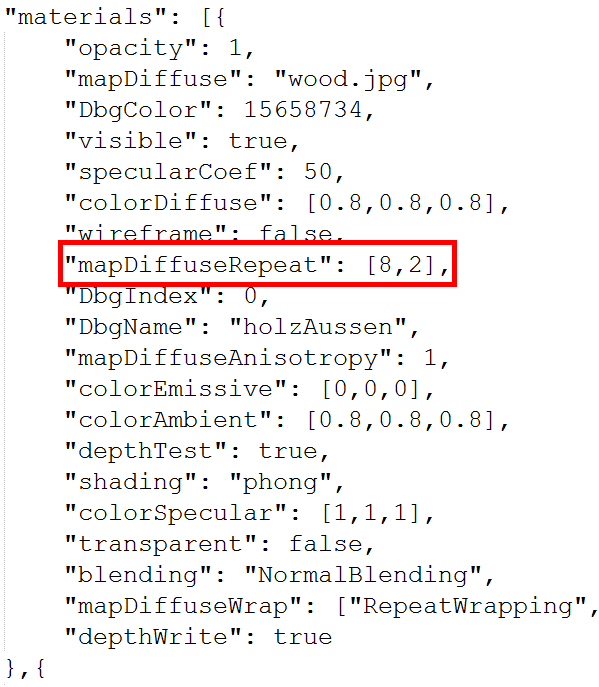 "materials": [{
"opacity": 1,
"mapDiffuse": "wood.jpg",
"DbgColor": 15658734,
"visible": true,
"specularCoef": 50,
"colorDiffuse": [0.8,0.8,0.8],
"wireframe": false,
"mapDiffuseRepeat": [8,2],
"DbgIndex": 0,
"DbgName": "holzAussen",
"mapDiffuseAnisotropy": 1,
"colorEmissive": [0,0,0],
"colorAmbient": [0.8,0.8,0.8],
"depthTest": true,
"shading": "phong",
"colorSpecular": [1,1,1],
"transparent": false,
"blending": "NormalBlending",
"mapDiffuseWrap": ["RepeatWrapping",
"depthWrite": true
},{